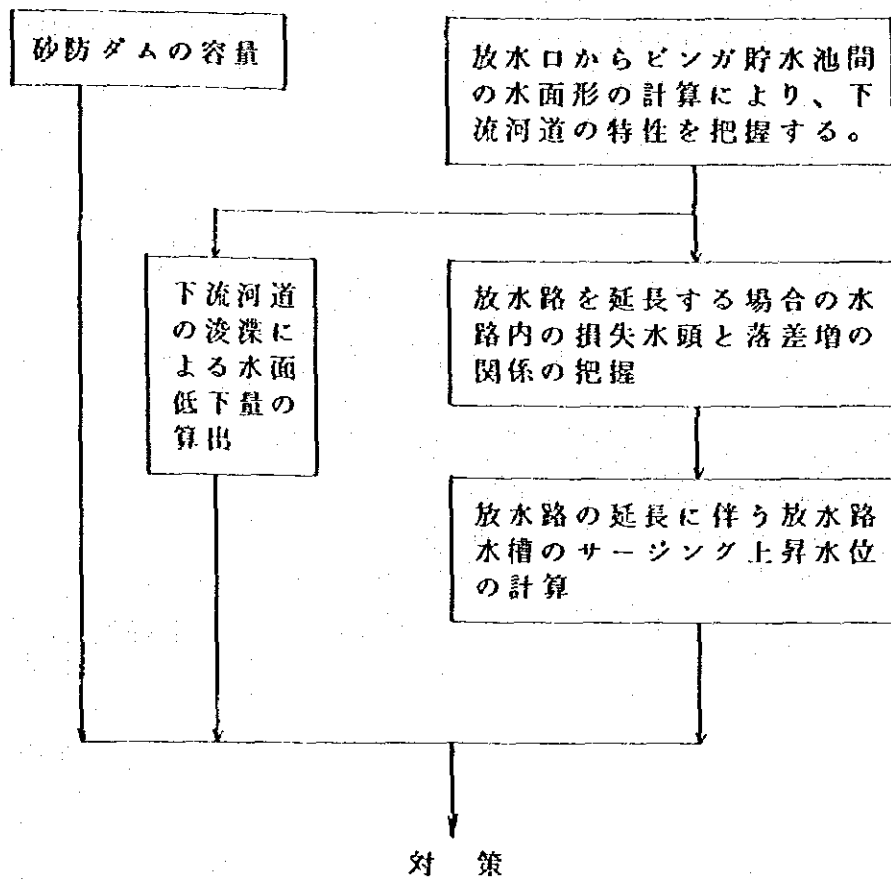 砂防ダムの容量
放水口からビンガ貯水池間
の水面形の計算により、下
流河道の特性を把握する。
下流河道
の浚渫に
よる水面
低下量の
算出
放水路を延長する場合の水
路内の損失水頭と落差増の
関係の把握
放水路の延長に伴う放水路
水槽のサージング上昇水位
の計算
対策